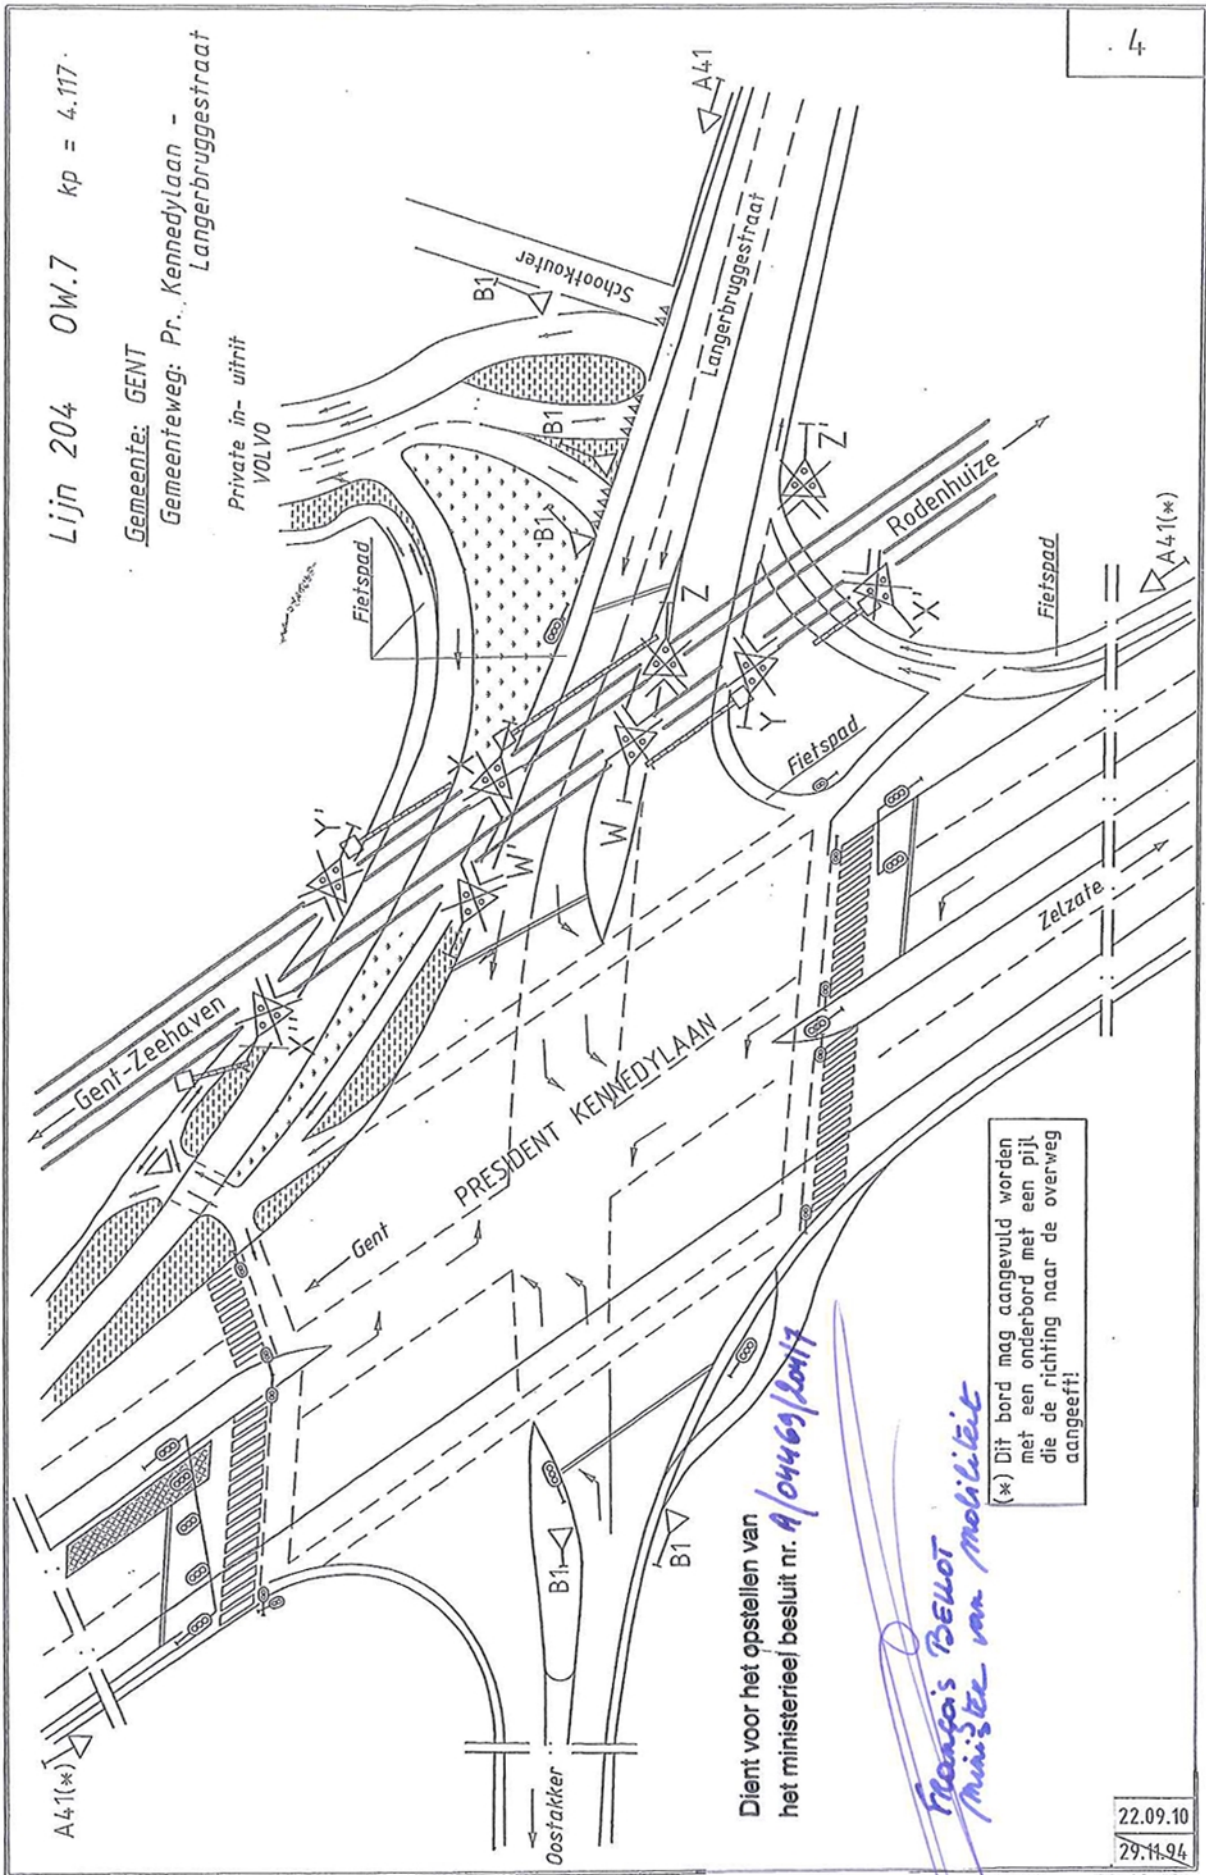 4
Lijn 204 OW.7 kp = 4.117
Gemeente: GENT
Gemeenteweg: Pr. Kennedylaan -
Langerbruggestraat
Private in- uitrit
VOLVO
Fietspad
A41
B1
Schootkouter
B1
B1
Langerbruggestraat
Z'
Z
Rodenhuize
X'
A41(*)
Fietspad
Y
Fietspad
W
X
Y'
W'
Gent-Zeehaven
X''
PRESIDENT KENNEDYLAAN
Gent
Zelzate
A41(*)
B1
B1
Oostakker
Dient voor het opstellen van
het ministerieel besluit nr. A/04469/2017
François BELLOT
Minister van Mobiliteit
(*) Dit bord mag aangevuld worden
met een onderbord met een pijl
die de richting naar de overweg
aangeeft!
22.09.10
29.11.94